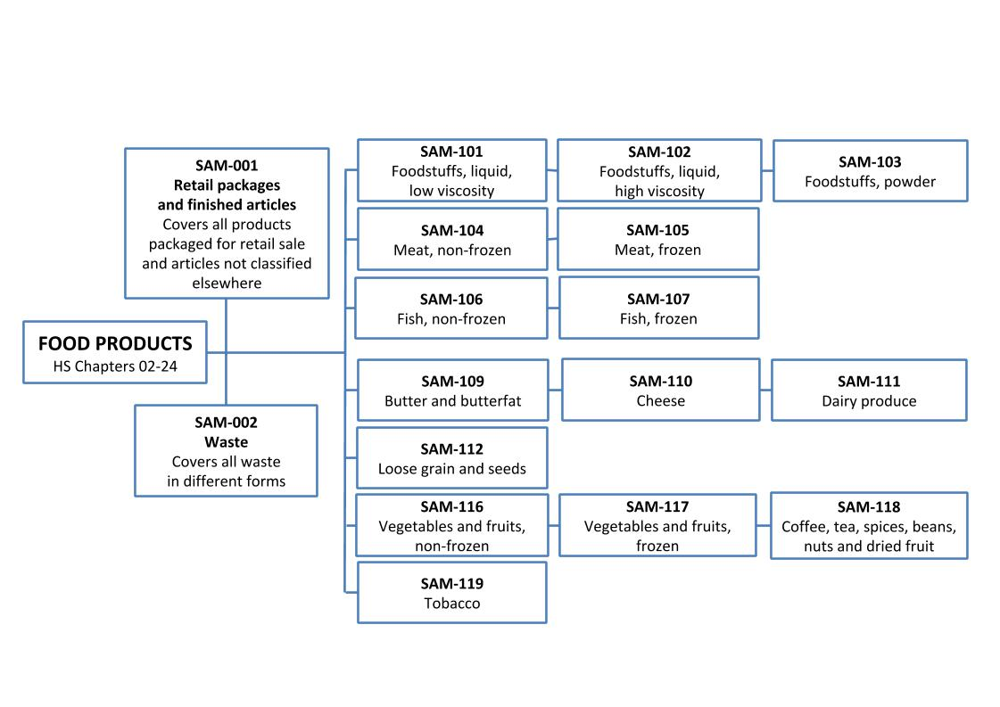 SAM-001
Retail packages
and finished articles
Covers all products
packaged for retail sale
and articles not classified
elsewhere
FOOD PRODUCTS
HS Chapters 02-24
SAM-002
Waste
Covers all waste
in different forms
SAM-101
Foodstuffs, liquid,
low viscosity
SAM-102
Foodstuffs, liquid,
high viscosity
SAM-103
Foodstuffs, powder
SAM-104
Meat, non-frozen
SAM-105
Meat, frozen
SAM-106
Fish, non-frozen
SAM-107
Fish, frozen
SAM-109
Butter and butterfat
SAM-110
Cheese
SAM-111
Dairy produce
SAM-112
Loose grain and seeds
SAM-116
Vegetables and fruits,
non-frozen
SAM-117
Vegetables and fruits,
frozen
SAM-118
Coffee, tea, spices, beans,
nuts and dried fruit
SAM-119
Tobacco